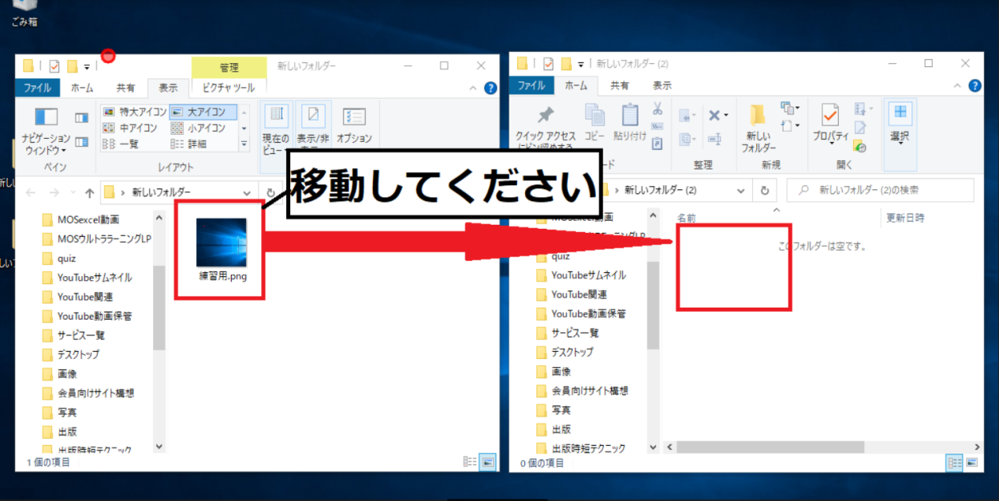 ごみ箱
管理
新しいフォルダー
ファイル
ホーム
共有
表示
ピクチャ ツール
ナビゲーション
ウィンドウ
特大アイコン
大アイコン
中アイコン
小アイコン
一覧
詳細
現在の
ビュー
表示/非
オプション
ペイン
レイアウト
新しいフォルダー
MOSexcel動画
MOSウルトララーニングLP
quiz
YouTubeサムネイル
YouTube関連
YouTube動画保管
サービス一覧
デスクトップ
画像
会員向けサイト構想
写真
出版
出版時短テクニック
練習用.png
1 個の項目
移動してください
新しいフォルダー (2)
ファイル
ホーム
共有
表示
クイック アクセス
にピン留めする
コピー
貼り付け
新しい
フォルダー
プロパティ
選択
ード
整理
新規
開く
新しいフォルダー (2)
新しいフォルダー (2)の検索
MOSexcel動画
quiz
YouTubeサムネイル
YouTube関連
YouTube動画保管
サービス一覧
デスクトップ
画像
会員向けサイト構想
写真
出版
出版時短テクニック
名前
更新日時
このフォルダーは空です。
0 個の項目